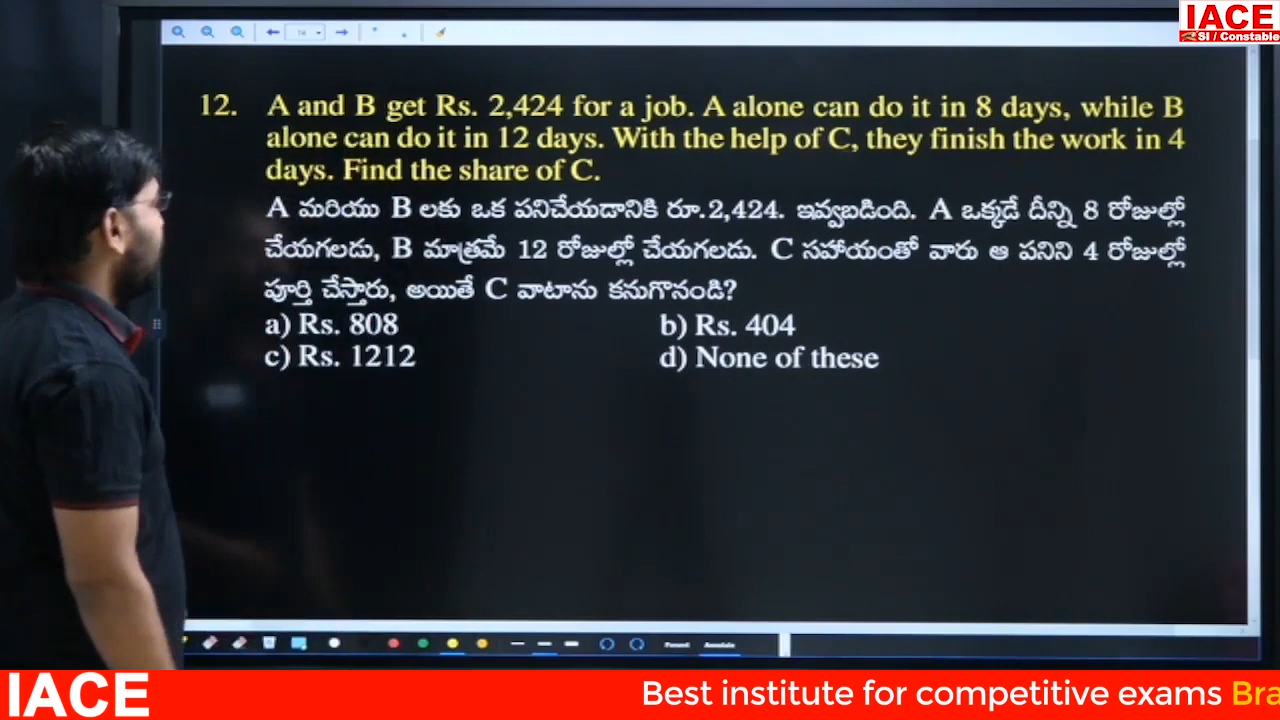 IACE
SI / Constable
14
12. A and B get Rs. 2,424 for a job. A alone can do it in 8 days, while B
alone can do it in 12 days. With the help of C, they finish the work in 4
days. Find the share of C.
A మరియు B లకు ఒక పనిచేయడానికి రూ.2,424. ఇవ్వబడింది. A ఒక్కడే దీన్ని 8 రోజుల్లో
చేయగలడు, B మాత్రమే 12 రోజుల్లో చేయగలడు. C సహాయంతో వారు ఆ పనిని 4 రోజుల్లో
పూర్తి చేస్తారు, అయితే C వాటాను కనుగొనండి?
a) Rs. 808 b) Rs. 404
c) Rs. 1212 d) None of these
Present Annotate
IACE Best institute for competitive exams Bra